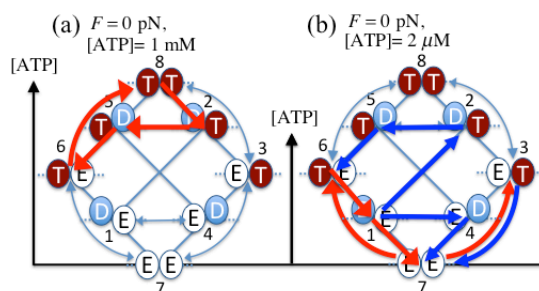 (a) F = 0 pN,
[ATP]= 1 mM
(b) F = 0 pN,
[ATP]= 2 μM
[ATP]
8
T T
5
T D
D T
2
6
T E
E T
3
D E
1
E D
4
E E
7
[ATP]
8
T T
5
T D
D T
2
6
T E
E T
3
D E
1
E D
4
E E
7